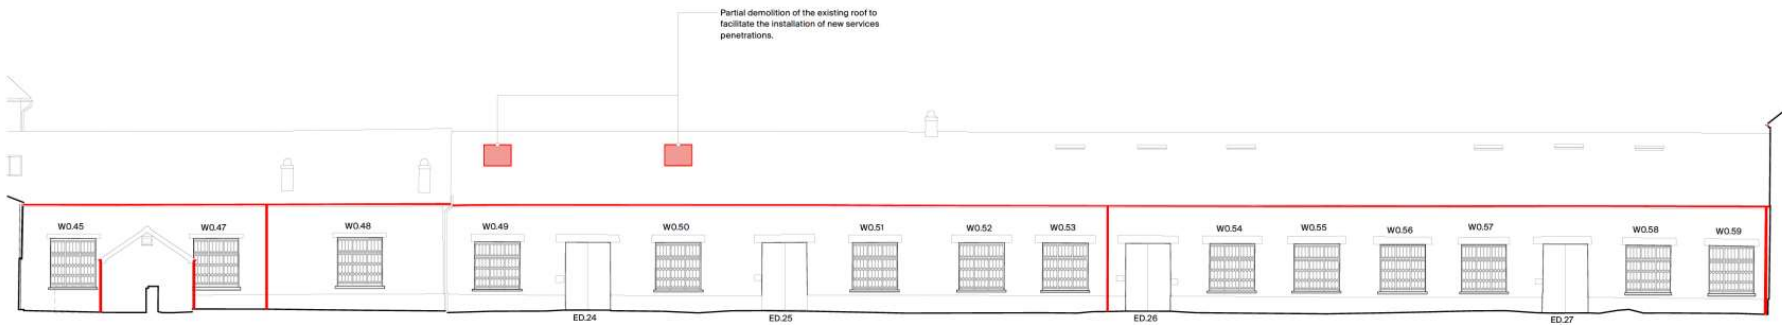 Partial demolition of the existing roof to
facilitate the installation of new services
penetrations.
W0.45
W0.47
W0.48
W0.49
W0.50
W0.51
W0.52
W0.53
W0.54
W0.55
W0.56
W0.57
W0.58
W0.59
ED.24
ED.25
ED.26
ED.27